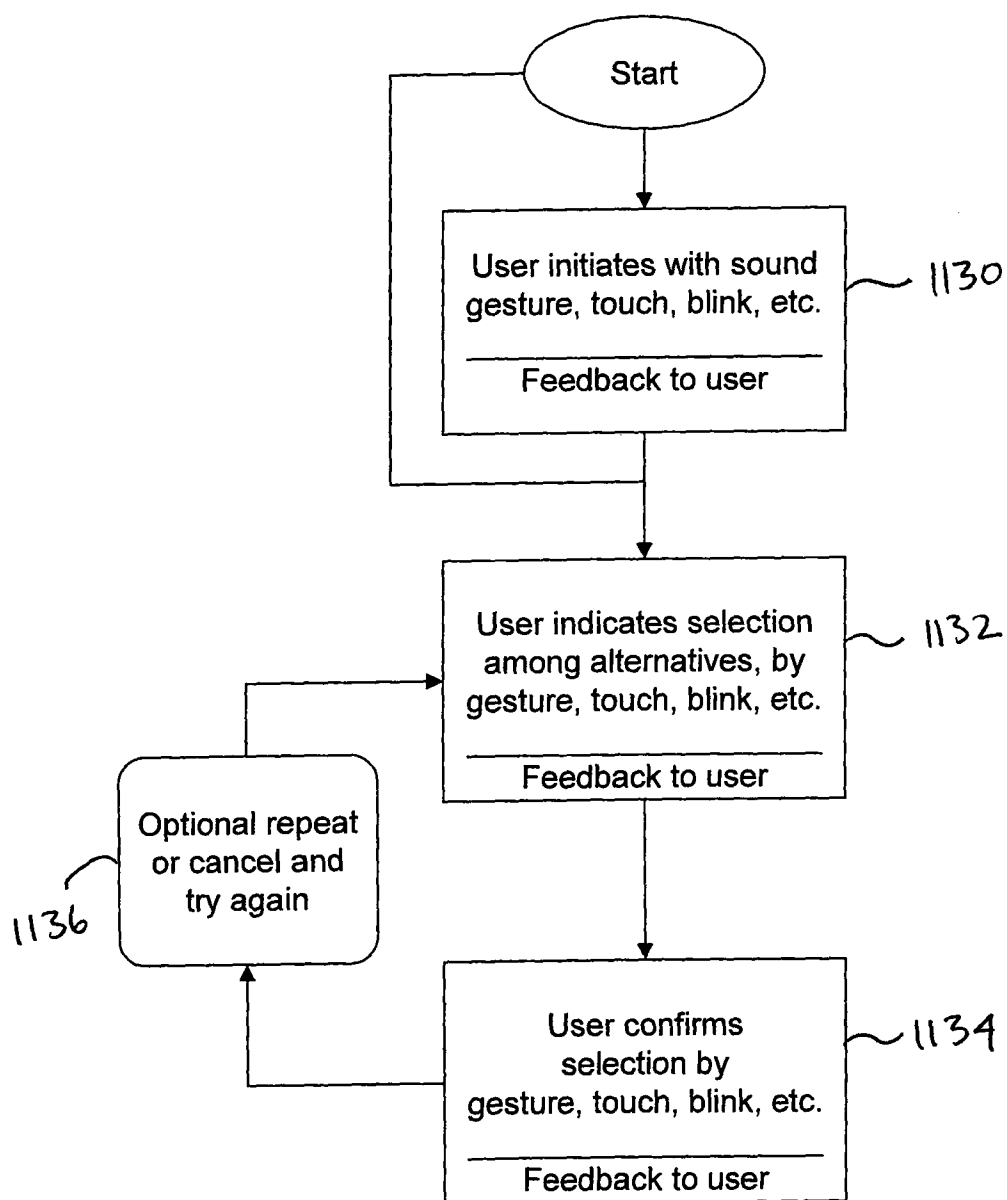 Start
User initiates with sound
gesture, touch, blink, etc.
Feedback to user
1130
User indicates selection
among alternatives, by
gesture, touch, blink, etc.
Feedback to user
1132
Optional repeat
or cancel and
try again
1136
User confirms
selection by
gesture, touch, blink, etc.
Feedback to user
1134